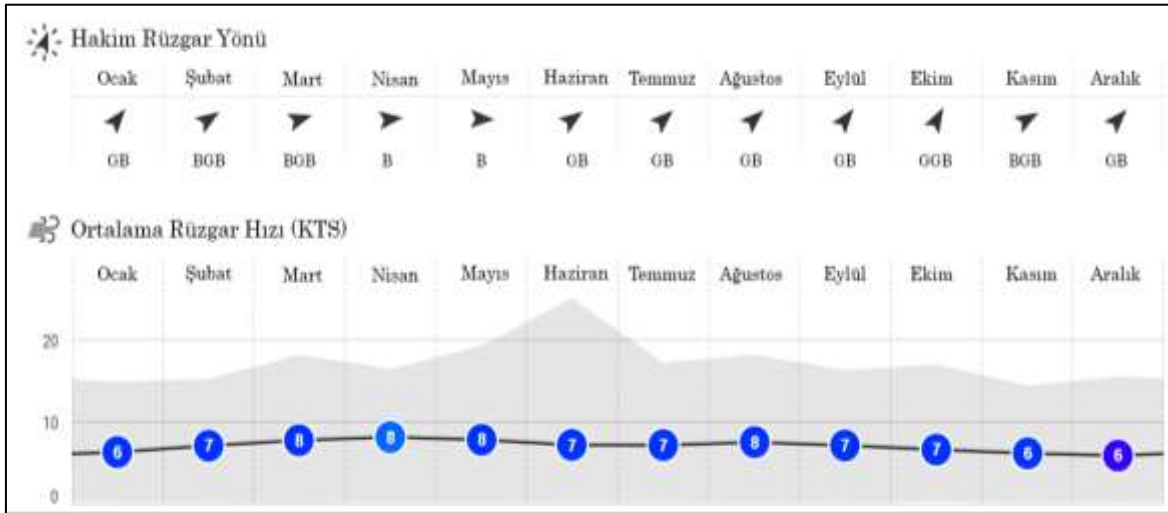 Hakim Rüzgar Yönü
Ocak Şubat Mart Nisan Mayıs Haziran Temmuz Ağustos Eylül Ekim Kasım Aralık
GB BGB BGB B B GB GB GB GB GGB BGB GB
Ortalama Rüzgar Hızı (KTS)
Ocak Şubat Mart Nisan Mayıs Haziran Temmuz Ağustos Eylül Ekim Kasım Aralık
20
10
6 7 8 8 8 7 7 8 7 7 6 6
0